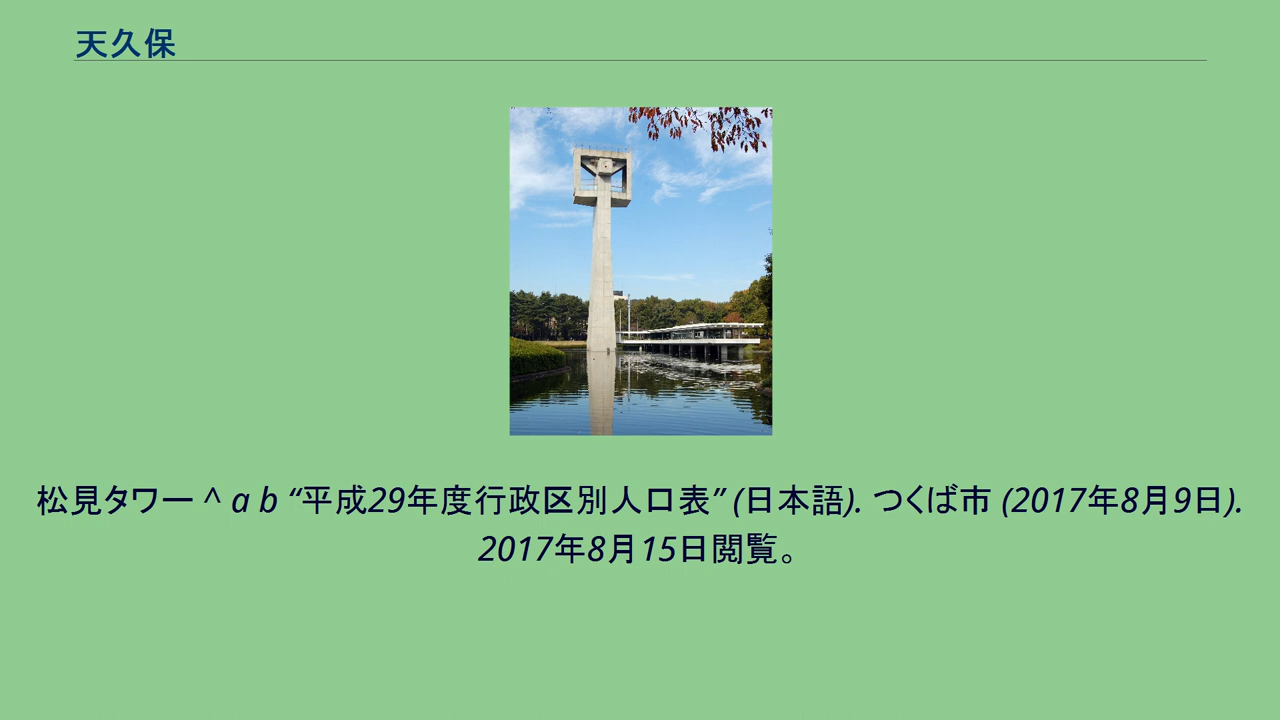 天久保
松見タワー ^ a b “平成29年度行政区別人口表” (日本語). つくば市 (2017年8月9日).
2017年8月15日閲覧。